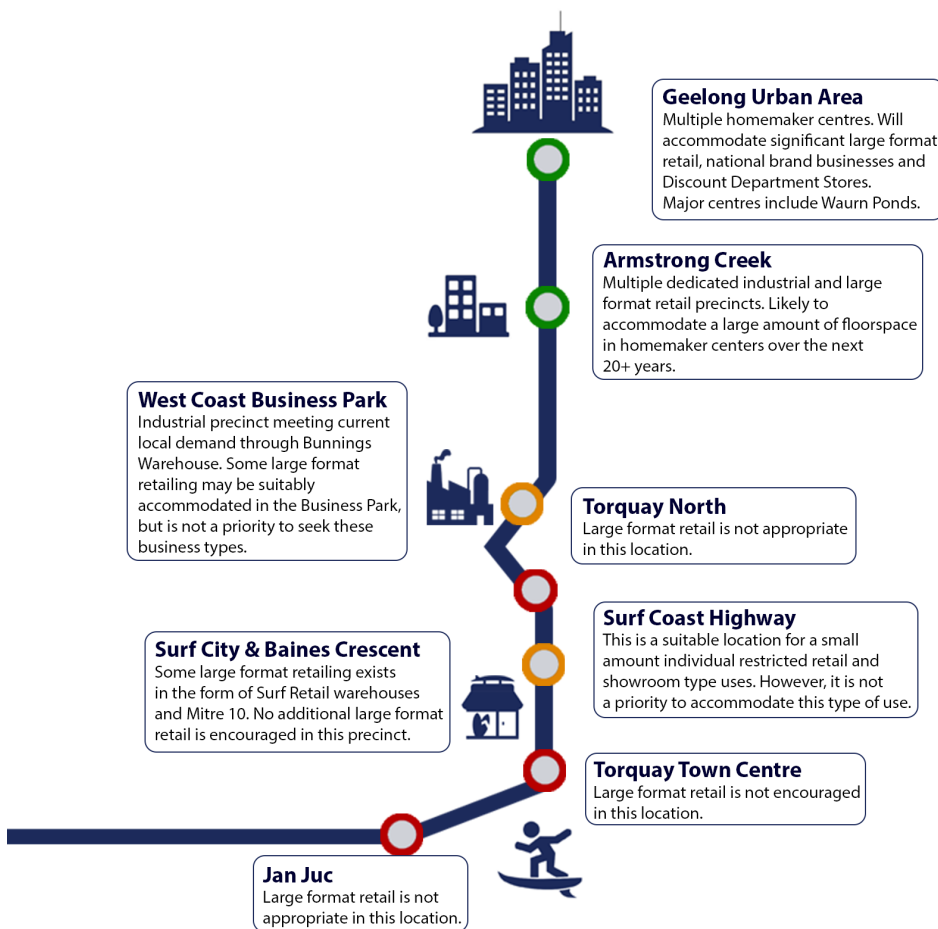 Geelong Urban Area
Multiple homemaker centres. Will
accommodate significant large format
retail, national brand businesses and
Discount Department Stores.
Major centres include Waurn Ponds.
Armstrong Creek
Multiple dedicated industrial and large
format retail precincts. Likely to
accommodate a large amount of floorspace
in homemaker centers over the next
20+ years.
West Coast Business Park
Industrial precinct meeting current
local demand through Bunnings
Warehouse. Some large format
retailing may be suitably
accommodated in the Business Park,
but is not a priority to seek these
business types.
Torquay North
Large format retail is not appropriate
in this location.
Surf Coast Highway
This is a suitable location for a small
amount individual restricted retail and
showroom type uses. However, it is not
a priority to accommodate this type of use.
Surf City & Baines Crescent
Some large format retailing exists
in the form of Surf Retail warehouses
and Mitre 10. No additional large format
retail is encouraged in this precinct.
Torquay Town Centre
Large format retail is not encouraged
in this location.
Jan Juc
Large format retail is not
appropriate in this location.